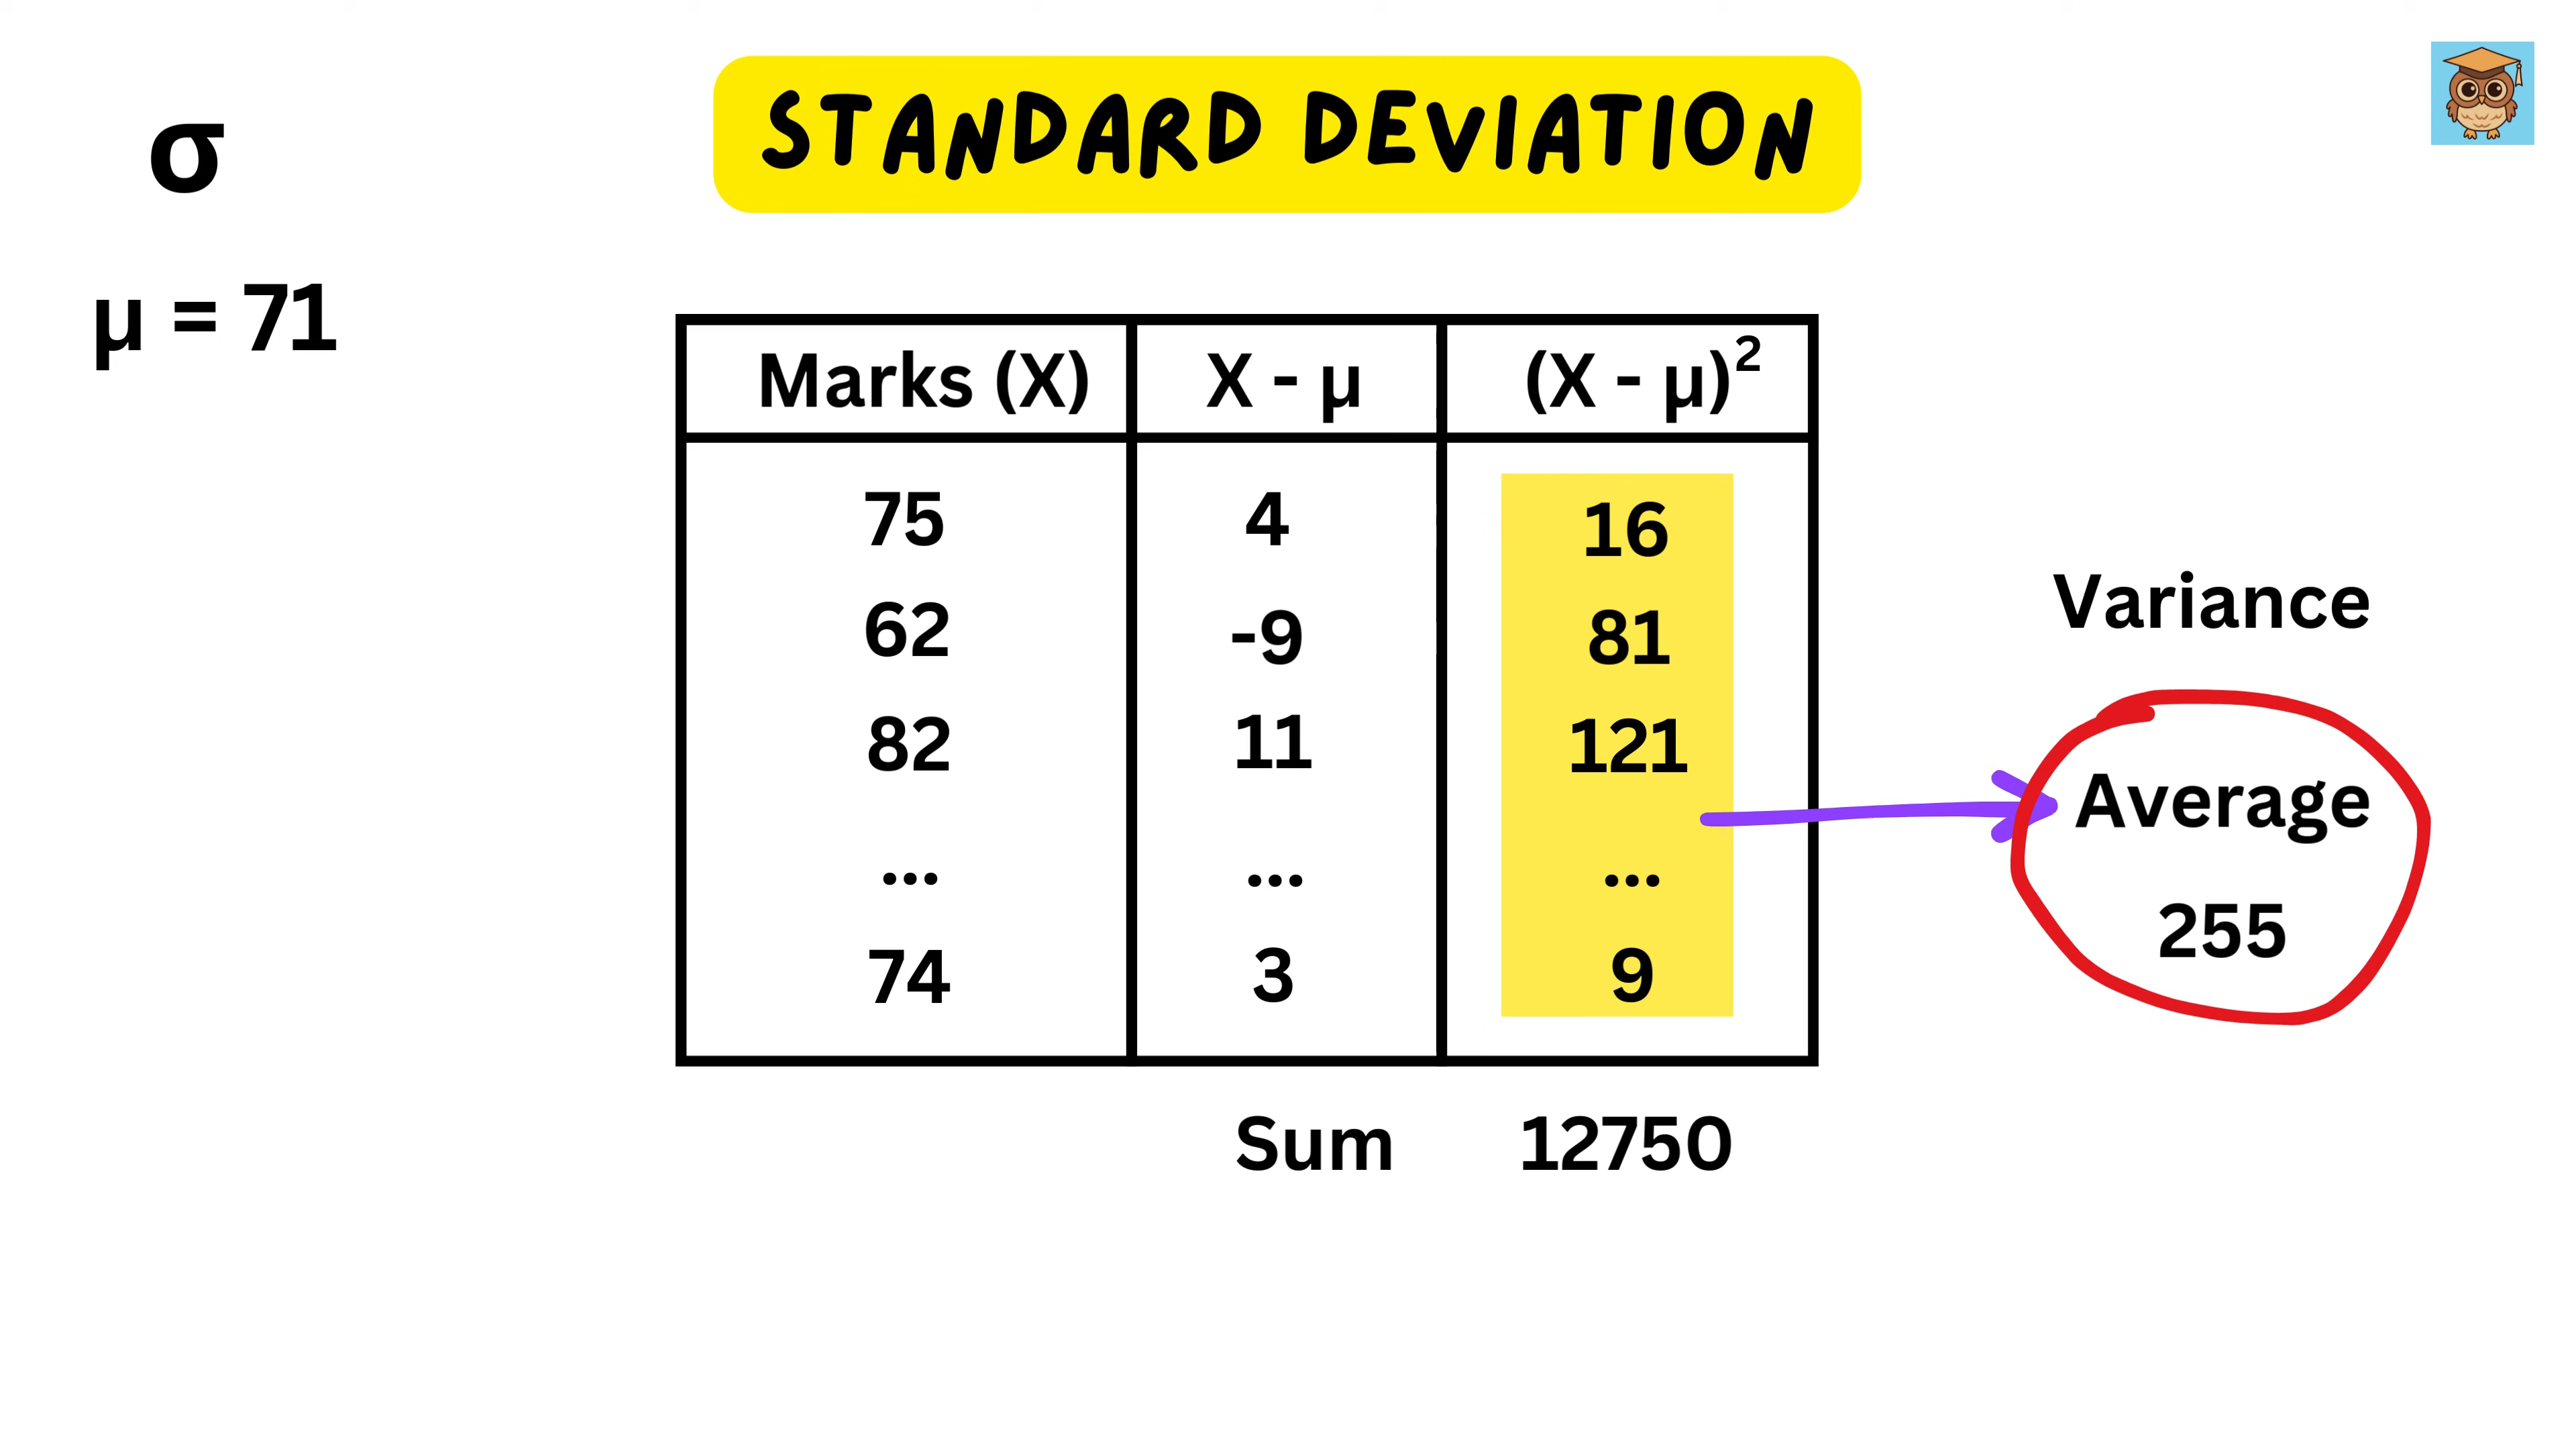 STANDARD DEVIATION
σ
μ = 71
Marks (X) X - μ (X - μ)²
75 4 16
62 -9 81
82 11 121
... ... ...
74 3 9
Sum 12750
Variance
Average
255